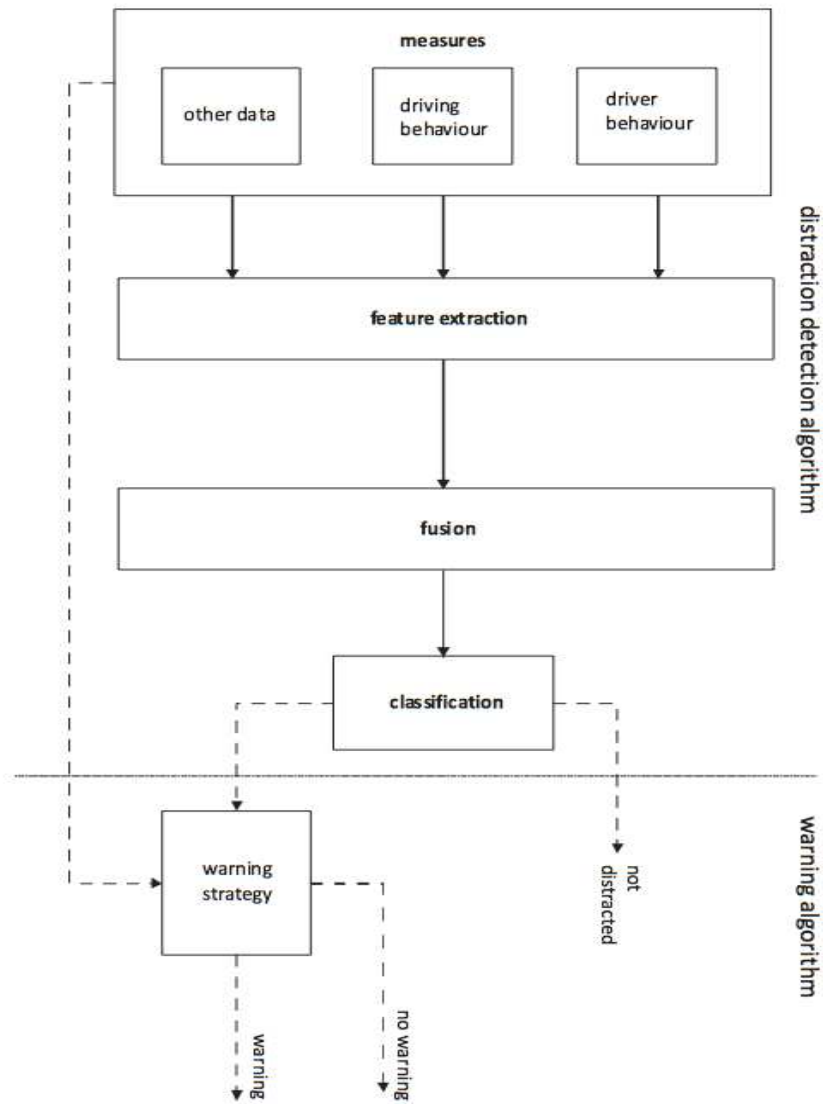 measures
other data
driving
behaviour
driver
behaviour
distraction detection algorithm
feature extraction
fusion
classification
warning
strategy
not
distracted
warning algorithm
warning
no warning